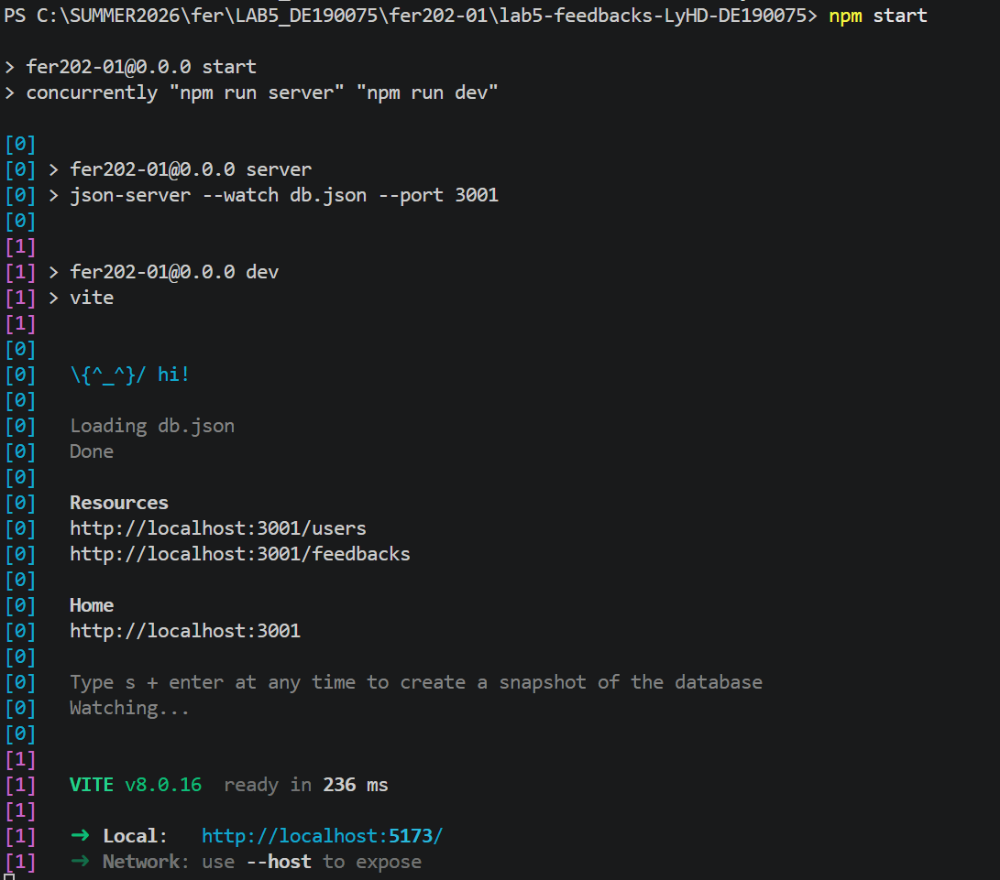 PS C:\SUMMER2026\fer\LAB5_DE190075\fer202-01\lab5-feedbacks-LyHD-DE190075> npm start
> fer202-01@0.0.0 start
> concurrently "npm run server" "npm run dev"
[0]
[0] > fer202-01@0.0.0 server
[0] > json-server --watch db.json --port 3001
[0]
[1]
[1] > fer202-01@0.0.0 dev
[1] > vite
[1]
[0]
[0]   \{^_^}/ hi!
[0]
[0]   Loading db.json
[0]   Done
[0]
[0]   Resources
[0]   http://localhost:3001/users
[0]   http://localhost:3001/feedbacks
[0]
[0]   Home
[0]   http://localhost:3001
[0]
[0]   Type s + enter at any time to create a snapshot of the database
[0]   Watching...
[0]
[1]
[1]   VITE v8.0.16  ready in 236 ms
[1]
[1]   ➜ Local:   http://localhost:5173/
[1]   ➜ Network: use --host to expose